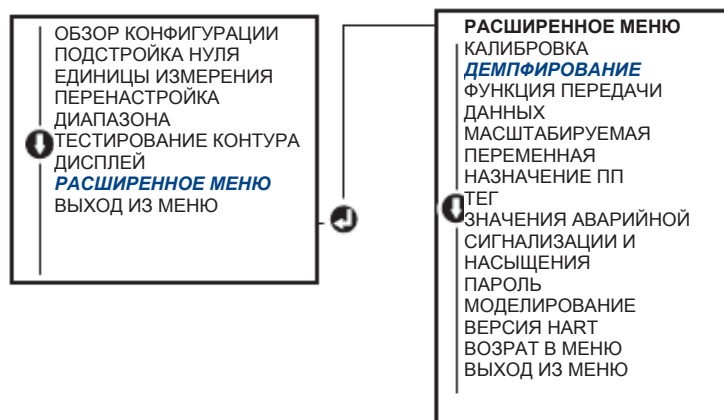 ОБЗОР КОНФИГУРАЦИИ
ПОДСТРОЙКА НУЛЯ
ЕДИНИЦЫ ИЗМЕРЕНИЯ
ПЕРЕНАСТРОЙКА
ДИАПАЗОНА
ТЕСТИРОВАНИЕ КОНТУРА
ДИСПЛЕЙ
РАСШИРЕННОЕ МЕНЮ
ВЫХОД ИЗ МЕНЮ
РАСШИРЕННОЕ МЕНЮ
КАЛИБРОВКА
ДЕМПФИРОВАНИЕ
ФУНКЦИЯ ПЕРЕДАЧИ
ДАННЫХ
МАСШТАБИРУЕМАЯ
ПЕРЕМЕННАЯ
НАЗНАЧЕНИЕ ПП
ТЕГ
ЗНАЧЕНИЯ АВАРИЙНОЙ
СИГНАЛИЗАЦИИ И
НАСЫЩЕНИЯ
ПАРОЛЬ
МОДЕЛИРОВАНИЕ
ВЕРСИЯ HART
ВОЗРАТ В МЕНЮ
ВЫХОД ИЗ МЕНЮ